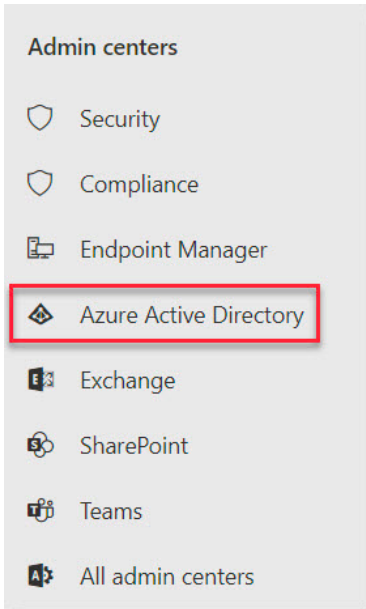 Admin centers
Security
Compliance
Endpoint Manager
Azure Active Directory
Exchange
SharePoint
Teams
All admin centers